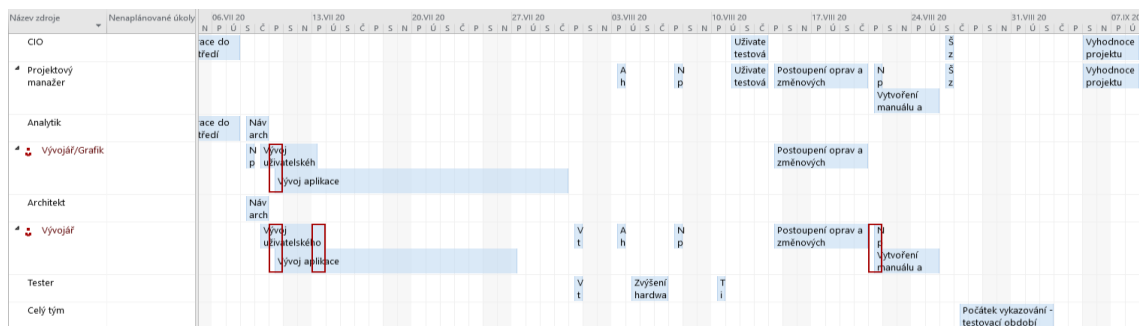 Název zdroje Nenaplánované úkoly 06.VII 20 13.VII 20 20.VII 20 27.VII 20 03.VIII 20 10.VIII 20 17.VIII 20 24.VIII 20 31.VIII 20 07.IX 20
N P Ú S Č P S N P Ú S Č P S N P Ú S Č P S N P Ú S Č P S N P Ú S Č P S N P Ú S Č P S N P Ú S Č P S N P Ú S Č P S N P Ú S Č P S N P Ú
CIO
race do
tředí
Uživate
testová
Š
z
Vyhodnoce
projektu
Projektový
manažer
A
h
N
p
Uživate
testová
Postoupení oprav a
změnových
N
p
Š
z
Vyhodnoce
projektu
Vytvoření
manuálu a
Analytik
race do
tředí
Náv
arch
Vývojář/Grafik
N
p
Vývoj
uživatelskéh
Postoupení oprav a
změnových
Vývoj aplikace
Architekt
Náv
arch
Vývojář
Vývoj
uživatelského
V
t
A
h
N
p
Postoupení oprav a
změnových
N
p
Vývoj aplikace
Vytvoření
manuálu a
Tester
V
t
Zvýšení
hardwa
T
i
Celý tým
Počátek vykazování -
testovací období